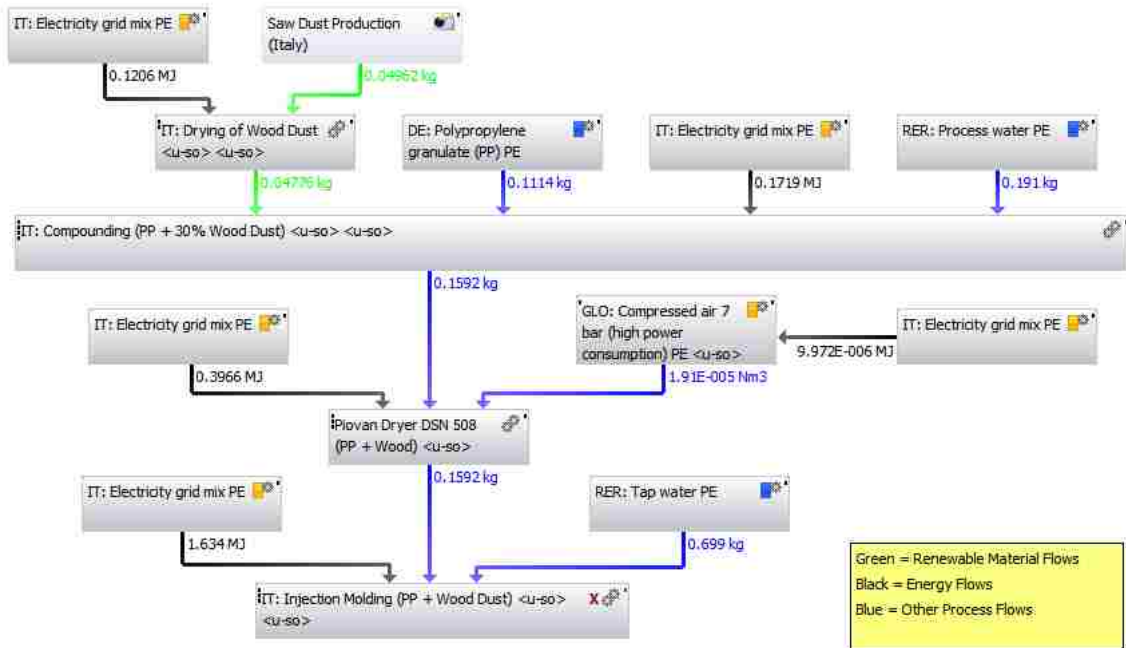 IT: Electricity grid mix PE
Saw Dust Production
(Italy)
0.1206 MJ
0.04962 kg
IT: Drying of Wood Dust
<u-so> <u-so>
DE: Polypropylene
granulate (PP) PE
IT: Electricity grid mix PE
RER: Process water PE
0.04776 kg
0.1114 kg
0.1719 MJ
0.191 kg
IT: Compounding (PP + 30% Wood Dust) <u-so> <u-so>
0.1592 kg
IT: Electricity grid mix PE
GLO: Compressed air 7
bar (high power
consumption) PE <u-so>
IT: Electricity grid mix PE
9.972E-006 MJ
0.3966 MJ
1.91E-005 Nm3
Piovan Dryer DSN 508
(PP + Wood) <u-so>
0.1592 kg
IT: Electricity grid mix PE
RER: Tap water PE
1.634 MJ
0.699 kg
IT: Injection Molding (PP + Wood Dust) <u-so>
<u-so>
X
Green = Renewable Material Flows
Black = Energy Flows
Blue = Other Process Flows